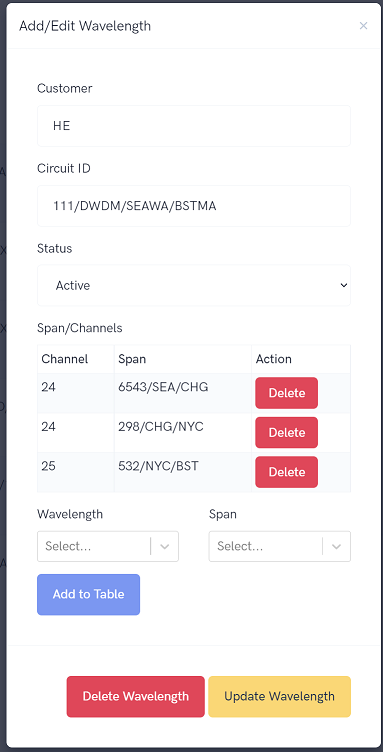 Add/Edit Wavelength ×
Customer
HE
Circuit ID
111/DWDM/SEAWA/BSTMA
Status
Active
Span/Channels
Channel Span Action
24 6543/SEA/CHG Delete
24 298/CHG/NYC Delete
25 532/NYC/BST Delete
Wavelength Span
Select... Select...
Add to Table
Delete Wavelength Update Wavelength